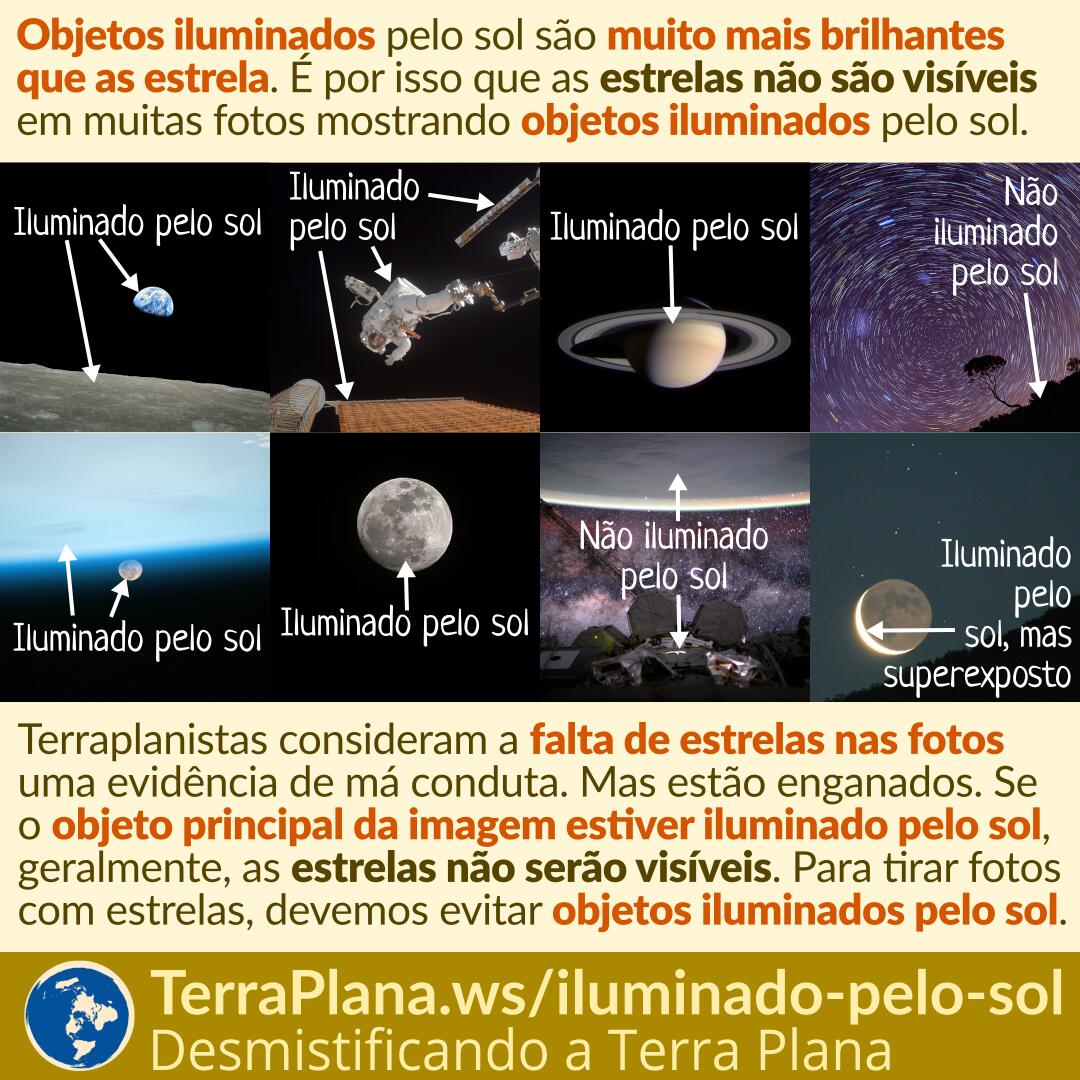 Objetos iluminados pelo sol são muito mais brilhantes
que as estrela. É por isso que as estrelas não são visíveis
em muitas fotos mostrando objetos iluminados pelo sol.
Iluminado pelo sol
Iluminado
pelo sol
Iluminado pelo sol
Não
iluminado
pelo sol
Iluminado pelo sol
Iluminado pelo sol
Não iluminado
pelo sol
Iluminado
pelo
sol, mas
superexposto
Terraplanistas consideram a falta de estrelas nas fotos
uma evidência de má conduta. Mas estão enganados. Se
o objeto principal da imagem estiver iluminado pelo sol,
geralmente, as estrelas não serão visíveis. Para tirar fotos
com estrelas, devemos evitar objetos iluminados pelo sol.
TerraPlana.ws/iluminado-pelo-sol
Desmistificando a Terra Plana